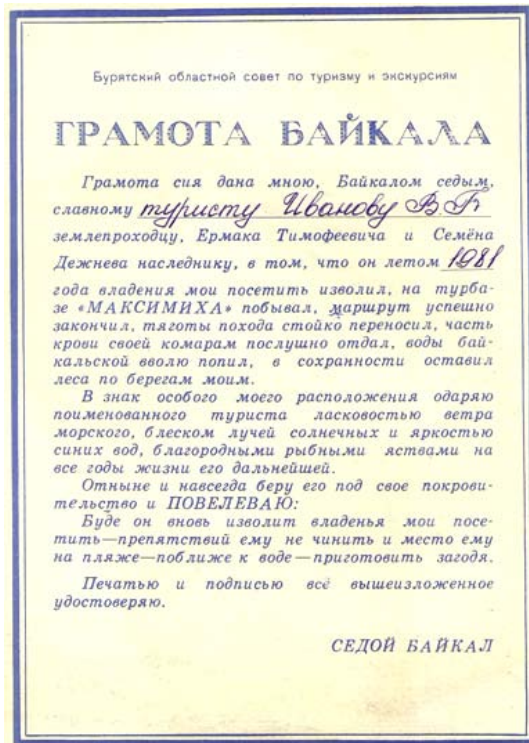 Бурятский областной совет по туризму и экскурсиям
ГРАМОТА БАЙКАЛА
Грамота сия дана мною, Байкалом седым,
славному туристу Иванову В. Г.
землепроходцу, Ермака Тимофеевича и Семёна
Дежнева наследнику, в том, что он летом 1981
года владения мои посетить изволил, на турба-
зе «МАКСИМИХА» побывал, маршрут успешно
закончил, тяготы похода стойко переносил, часть
крови своей комарам послушно отдал, воды бай-
кальской вволю попил, в сохранности оставил
леса по берегам моим.
В знак особого моего расположения одаряю
поименованного туриста ласковостью ветра
морского, блеском лучей солнечных и яркостью
синих вод, благородными рыбными яствами на
все годы жизни его дальнейшей.
Отныне и навсегда беру его под свое покрови-
тельство и ПОВЕЛЕВАЮ:
Буде он вновь изволит владенья мои посе-
тить—препятствий ему не чинить и место ему
на пляже—поближе к воде—приготовить загодя.
Печатью и подписью всё вышеизложенное
удостоверяю.
СЕДОЙ БАЙКАЛ